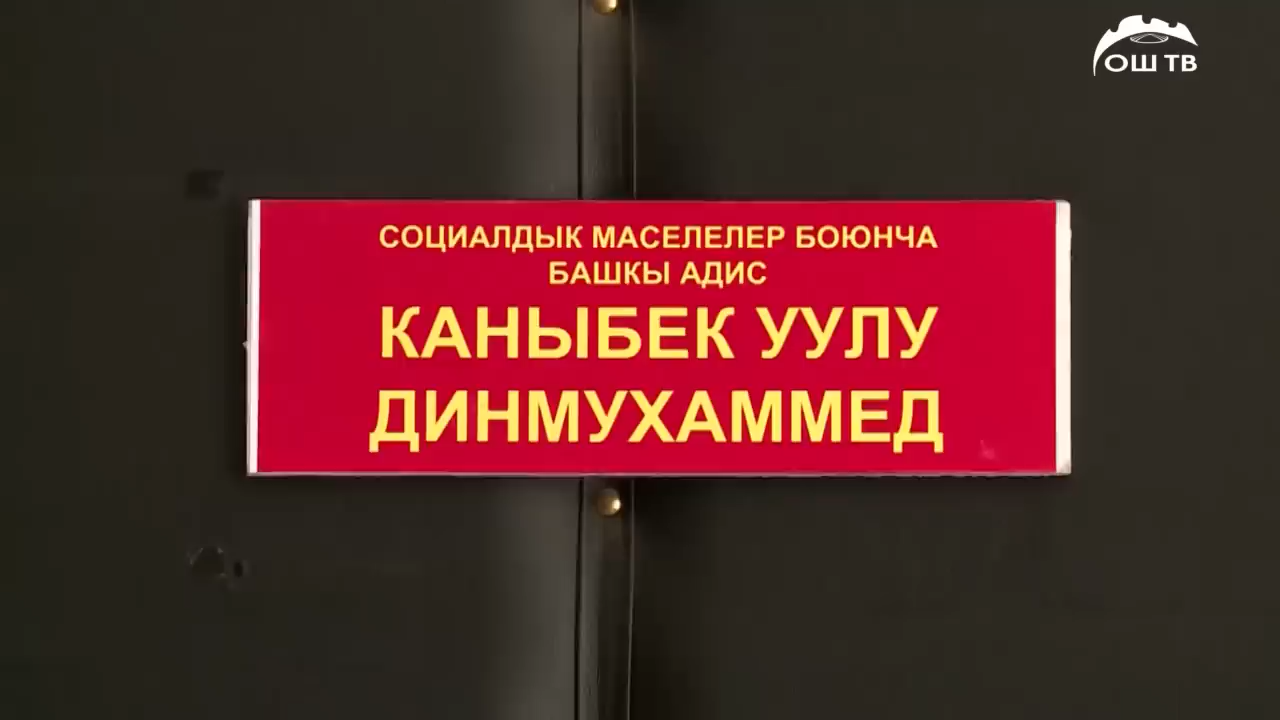 ОШ ТВ
СОЦИАЛДЫК МАСЕЛЕЛЕР БОЮНЧА
БАШКЫ АДИС
КАНЫБЕК УУЛУ
ДИНМУХАММЕД